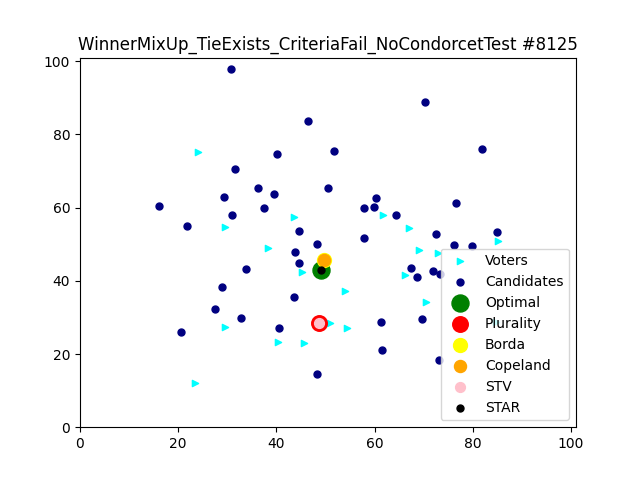 WinnerMixUp_TieExists_CriteriaFail_NoCondorcetTest #8125
100
80
60
40
20
0
0 20 40 60 80 100
Voters
Candidates
Optimal
Plurality
Borda
Copeland
STV
STAR